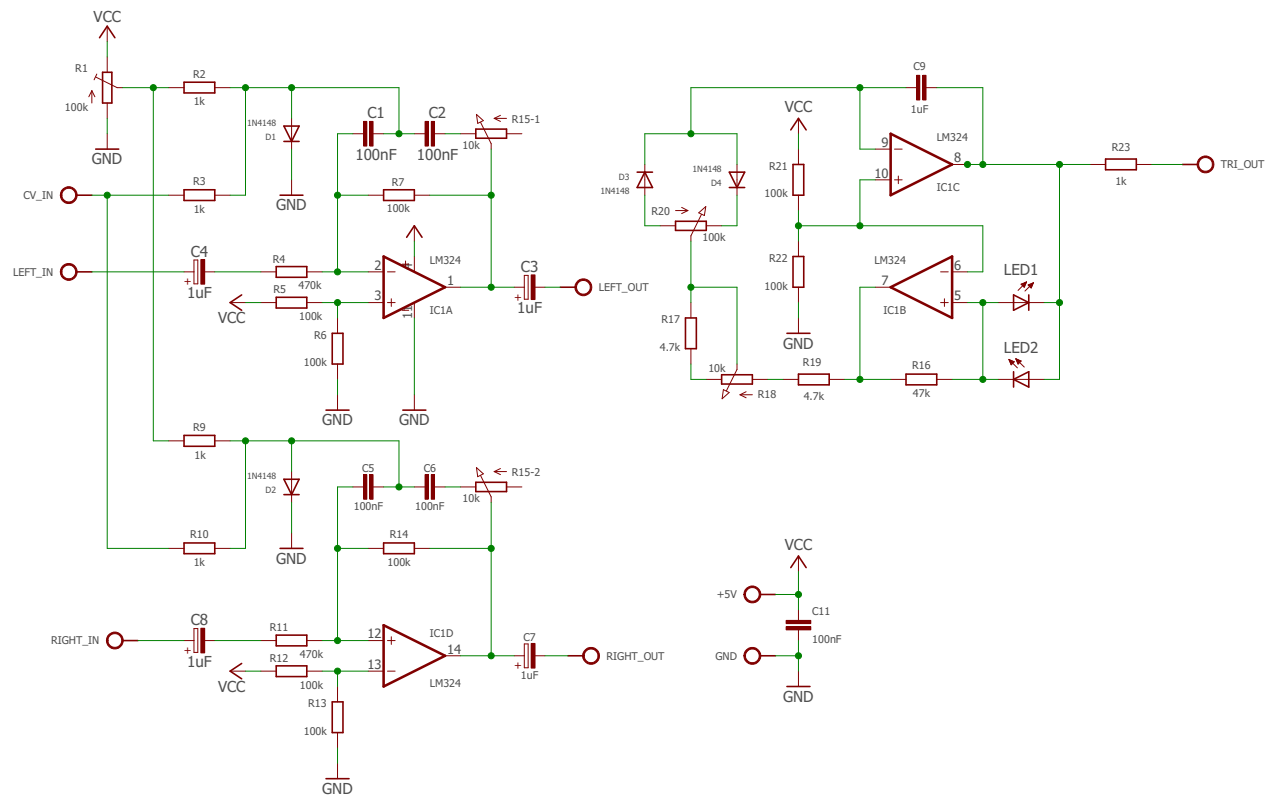 VCC
R1
100k
GND
R2
1k
1N4148
D1
GND
C1
100nF
C2
100nF
R15-1
10k
CV_IN
R3
1k
R7
100k
LEFT_IN
C4
+
1uF
R4
470k
R5
100k
VCC
R6
100k
GND
2
3
4
11
1
LM324
IC1A
GND
C3
+
1uF
LEFT_OUT
R9
1k
1N4148
D2
GND
C5
100nF
C6
100nF
R15-2
10k
R10
1k
R14
100k
RIGHT_IN
C8
+
1uF
R11
470k
R12
100k
VCC
R13
100k
GND
12
13
14
IC1D
LM324
C7
+
1uF
RIGHT_OUT
C9
1uF
VCC
D3
1N4148
1N4148
D4
R20
100k
R21
100k
R22
100k
GND
9
10
8
LM324
IC1C
R23
1k
TRI_OUT
LM324
6
5
7
IC1B
LED1
LED2
R17
4.7k
10k
R18
R19
4.7k
R16
47k
VCC
+5V
C11
100nF
GND
GND